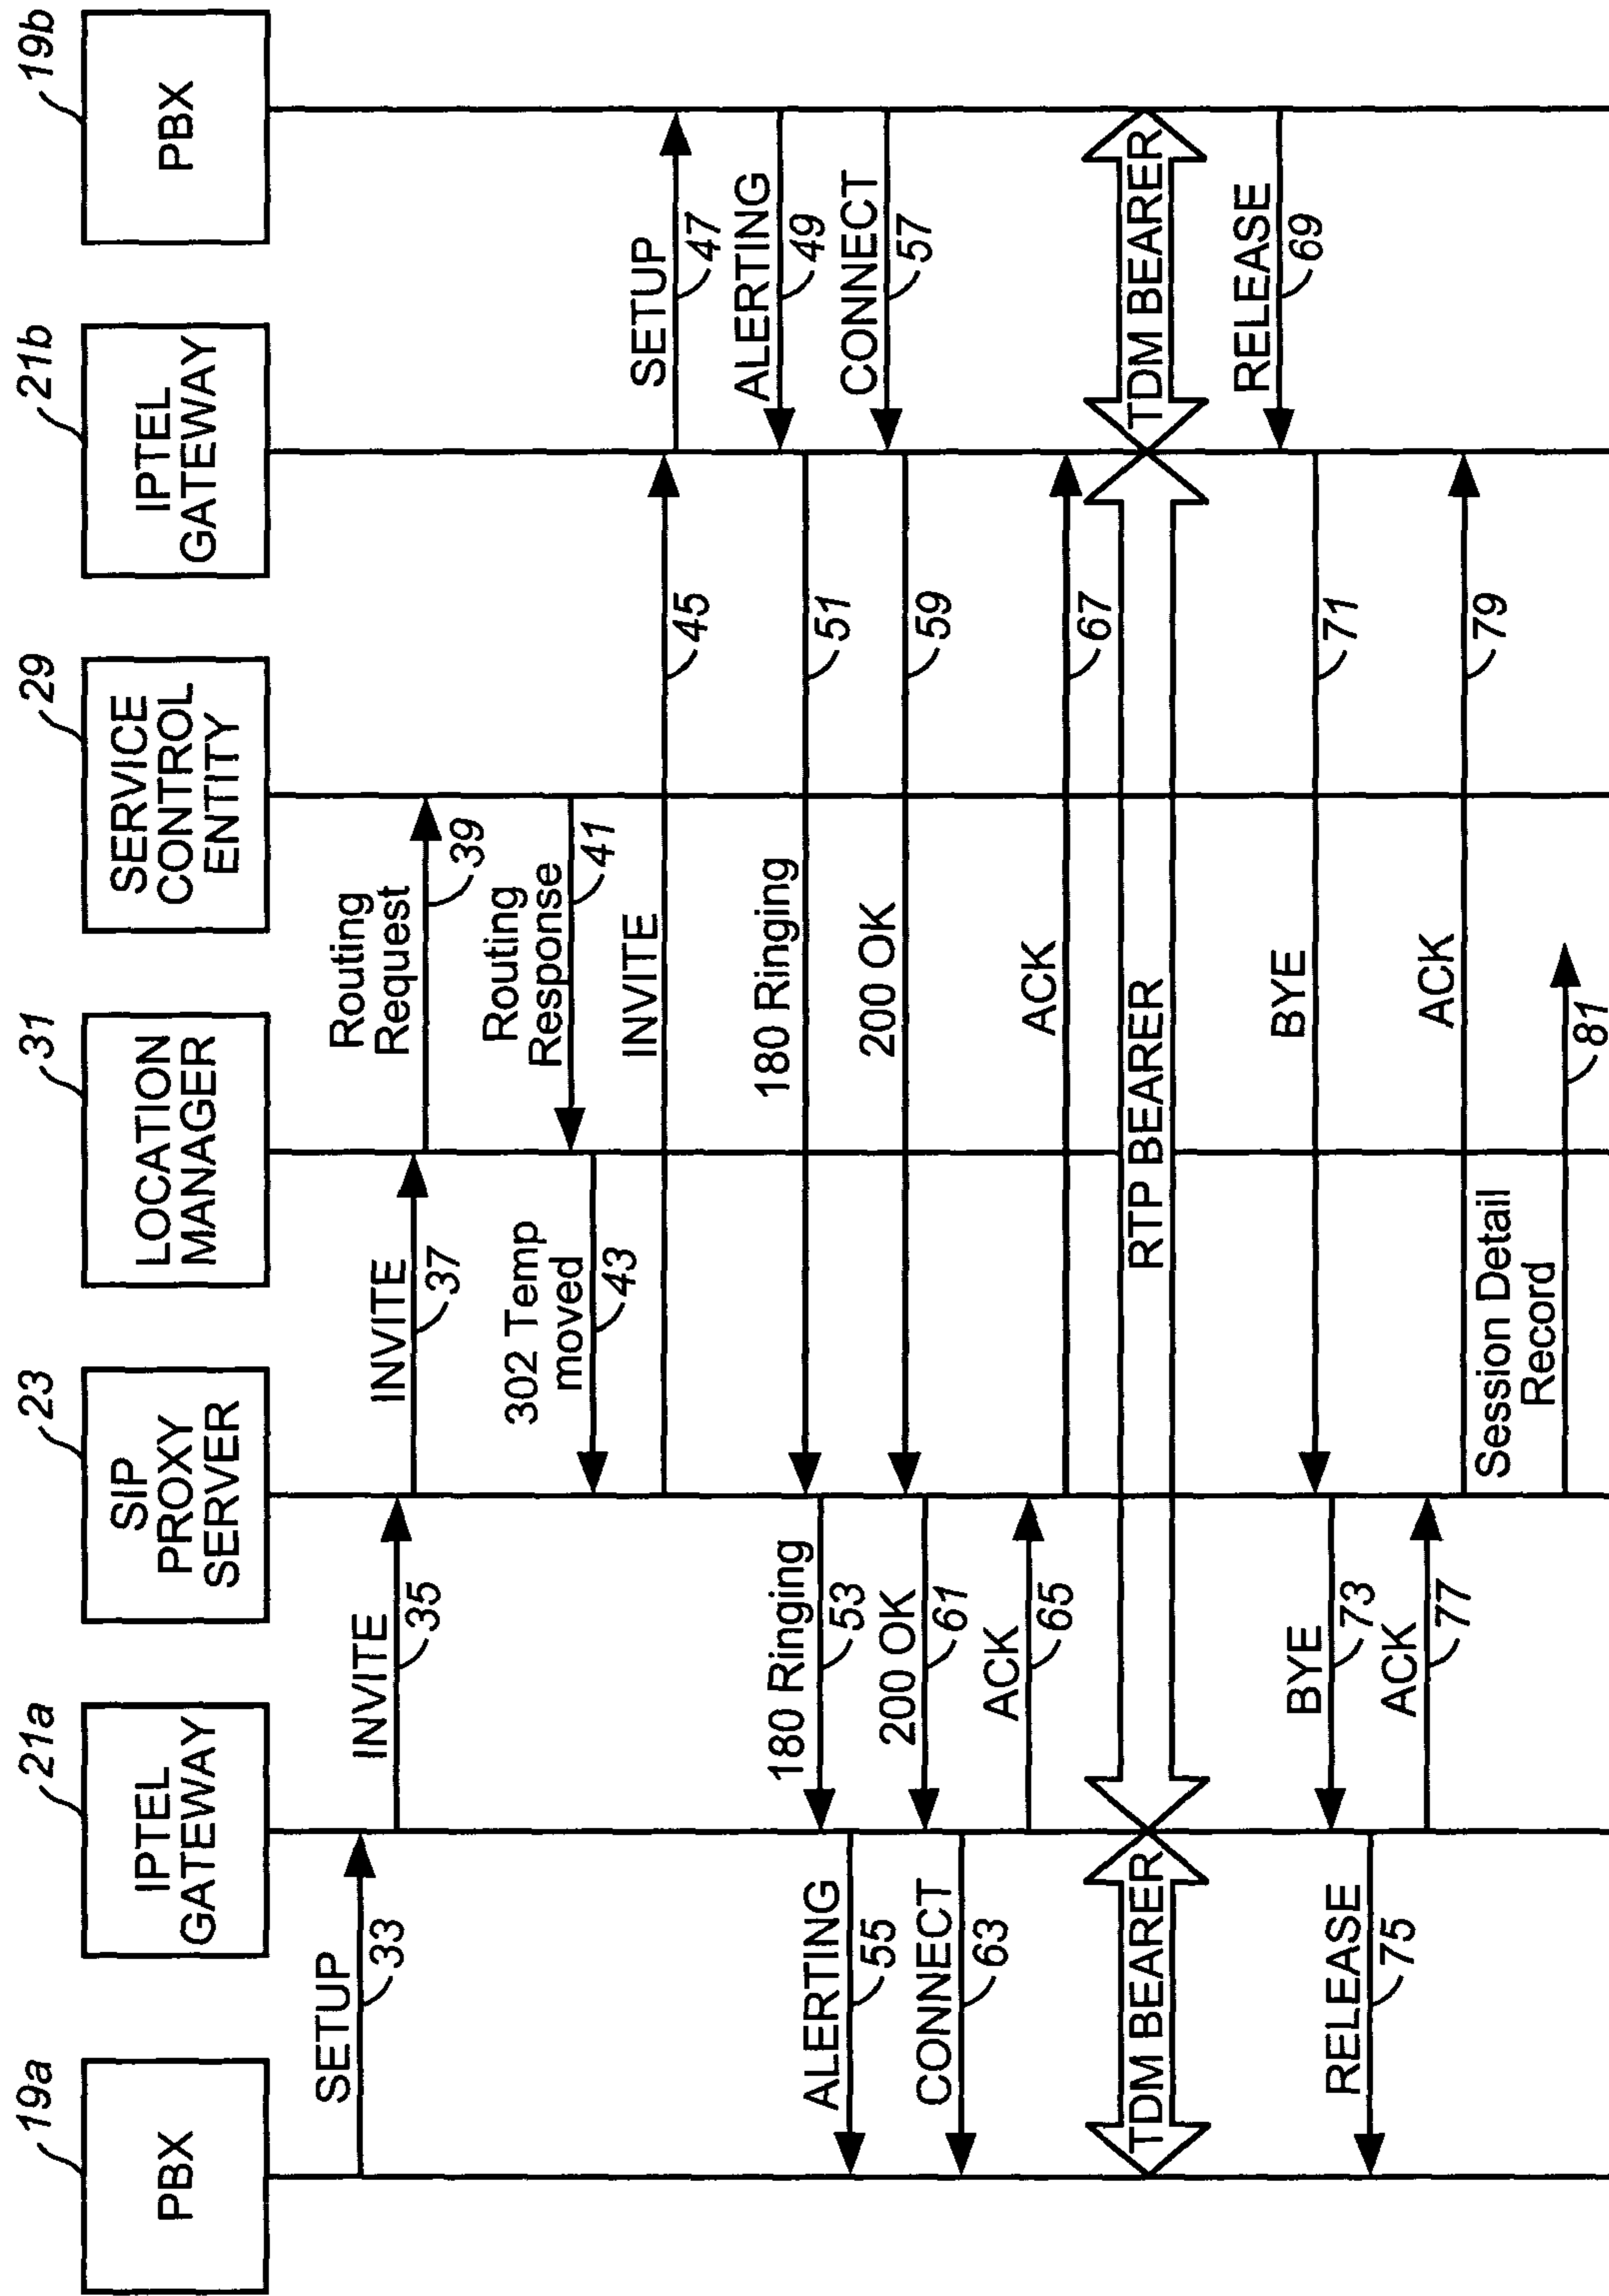 19a
PBX
21a
IPTEL
GATEWAY
23
SIP
PROXY
SERVER
31
LOCATION
MANAGER
29
SERVICE
CONTROL
ENTITY
21b
IPTEL
GATEWAY
19b
PBX
SETUP
33
INVITE
35
INVITE
37
Routing
Request
39
Routing
Response
41
302 Temp
moved
43
INVITE
45
SETUP
47
ALERTING
49
180 Ringing
51
180 Ringing
53
ALERTING
55
CONNECT
57
200 OK
59
200 OK
61
CONNECT
63
ACK
65
ACK
67
TDM BEARER
RTP BEARER
TDM BEARER
RELEASE
69
BYE
71
BYE
73
RELEASE
75
ACK
77
ACK
79
Session Detail
Record
81